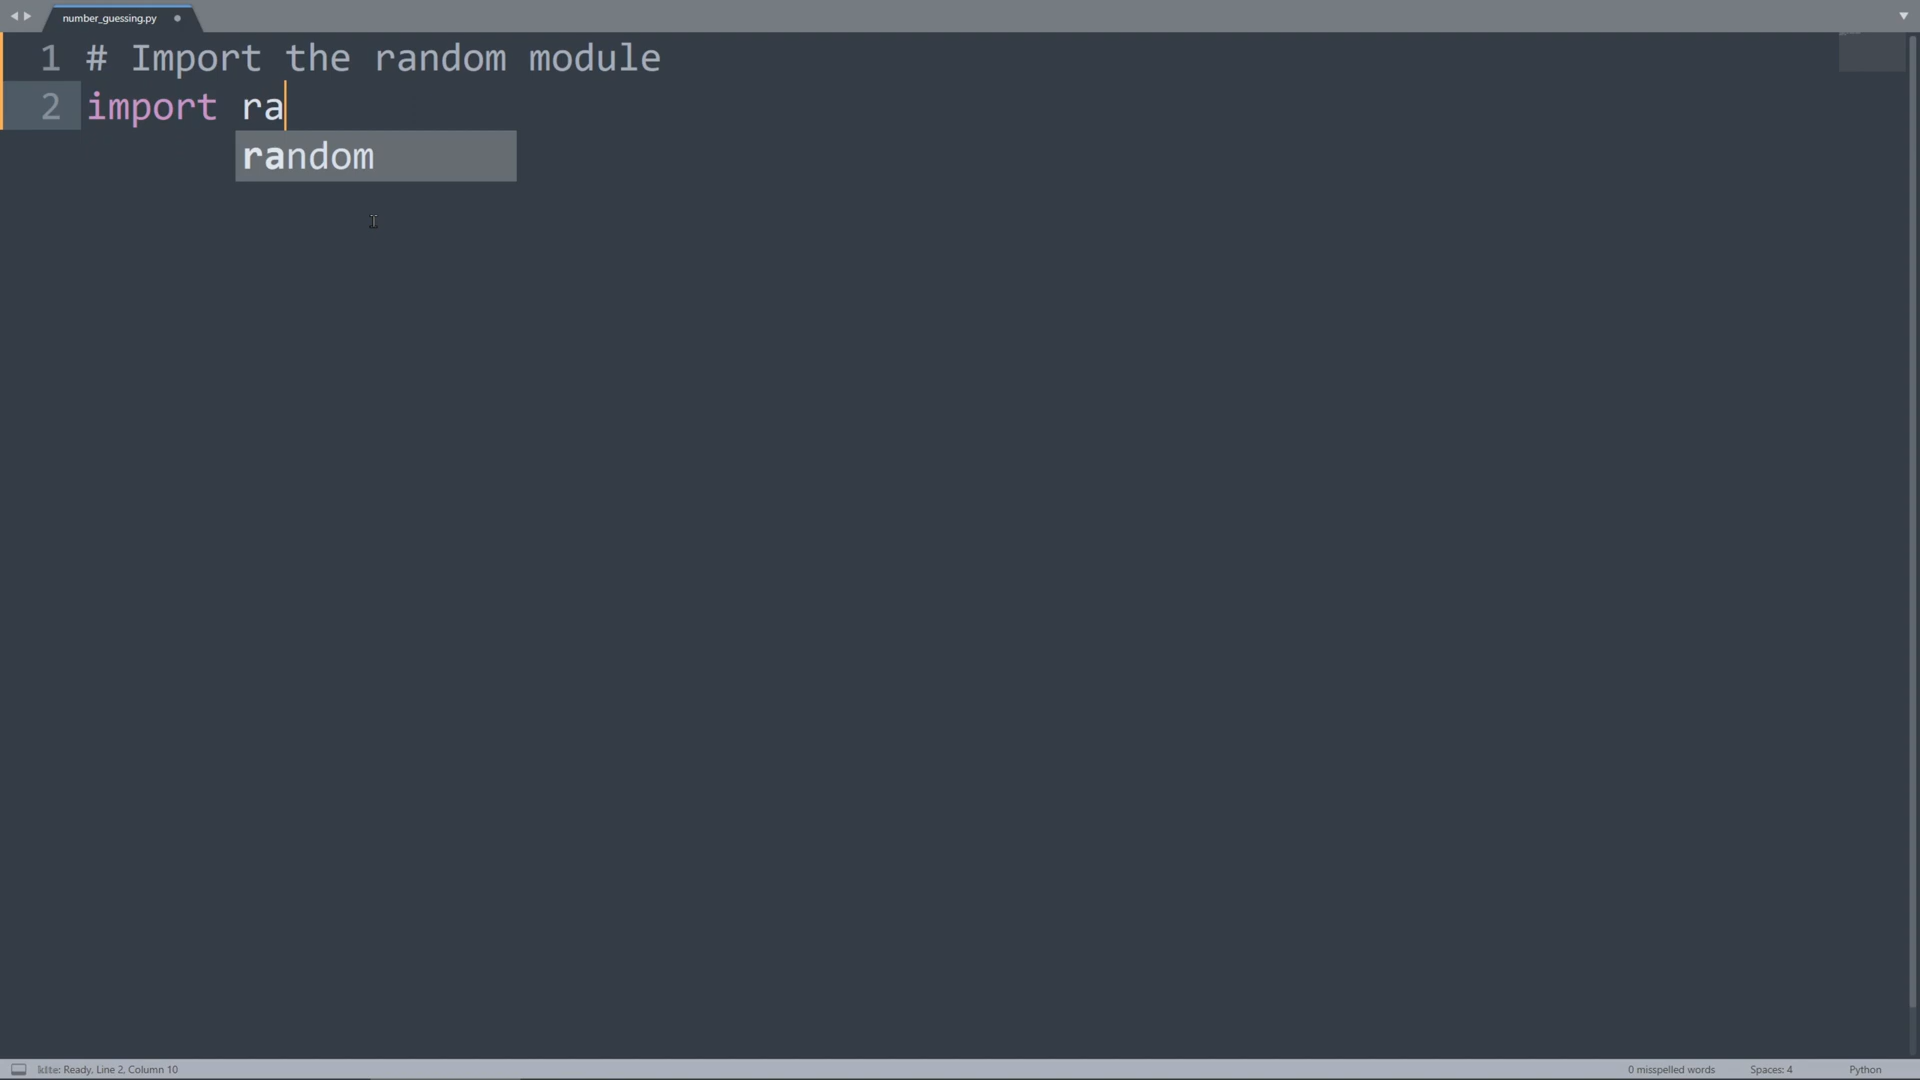 number_guessing.py
1 # Import the random module
2 import ra
random
kite: Ready, Line 2, Column 10
0 misspelled words
Spaces: 4
Python